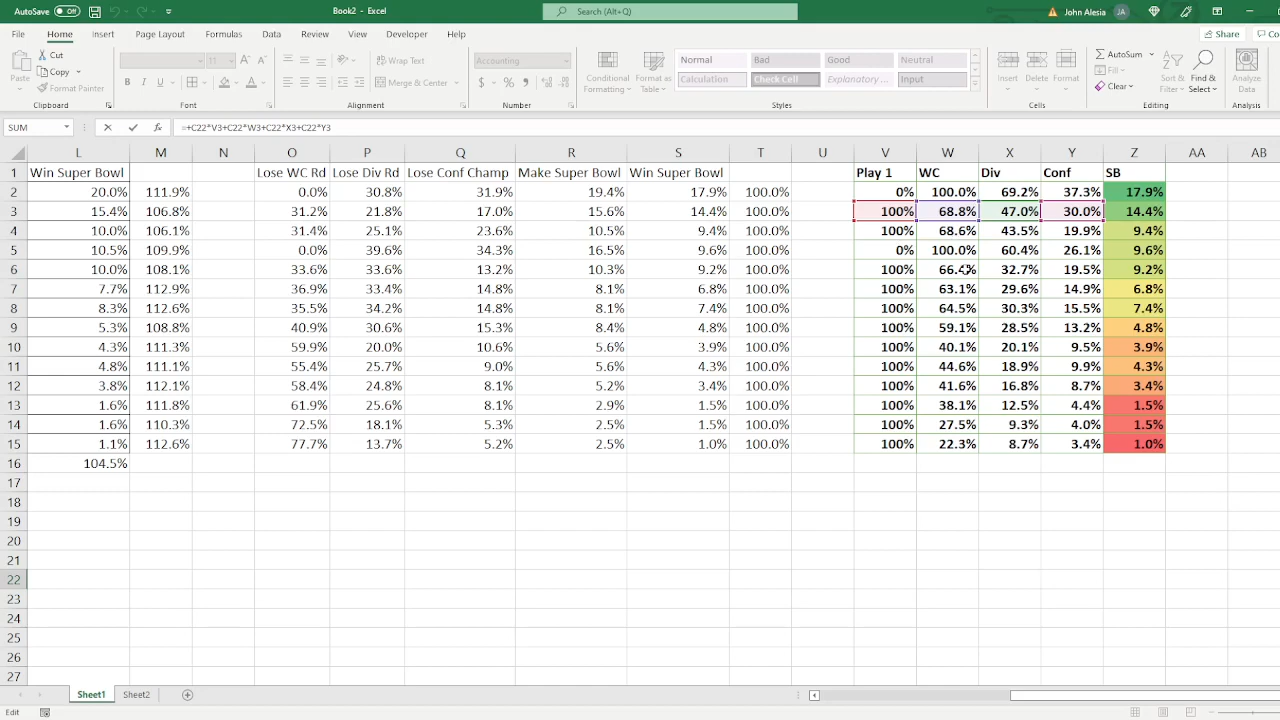 AutoSave Off Book2 - Excel Search (Alt+Q) John Alesia JA
File Home Insert Page Layout Formulas Data Review View Developer Help Share Co
Cut
Copy
Format Painter
Paste
11
B I U
Wrap Text
Merge & Center
Accounting
$ %
Conditional Formatting
Format as Table
Normal Bad Good Neutral
Calculation Check Cell Explanatory ... Input
Insert Delete Format
AutoSum
Fill
Clear
Sort & Filter
Find & Select
Analyze Data
Clipboard Font Alignment Number Styles Cells Editing Analysis
SUM fx =+C22*V3+C22*W3+C22*X3+C22*Y3
L M N O P Q R S T U V W X Y Z AA AB
1 Win Super Bowl Lose WC Rd Lose Div Rd Lose Conf Champ Make Super Bowl Win Super Bowl Play 1 WC Div Conf SB
2 20.0% 111.9% 0.0% 30.8% 31.9% 19.4% 17.9% 100.0% 0% 100.0% 69.2% 37.3% 17.9%
3 15.4% 106.8% 31.2% 21.8% 17.0% 15.6% 14.4% 100.0% 100% 68.8% 47.0% 30.0% 14.4%
4 10.0% 106.1% 31.4% 25.1% 23.6% 10.5% 9.4% 100.0% 100% 68.6% 43.5% 19.9% 9.4%
5 10.5% 109.9% 0.0% 39.6% 34.3% 16.5% 9.6% 100.0% 0% 100.0% 60.4% 26.1% 9.6%
6 10.0% 108.1% 33.6% 33.6% 13.2% 10.3% 9.2% 100.0% 100% 66.4% 32.7% 19.5% 9.2%
7 7.7% 112.9% 36.9% 33.4% 14.8% 8.1% 6.8% 100.0% 100% 63.1% 29.6% 14.9% 6.8%
8 8.3% 112.6% 35.5% 34.2% 14.8% 8.1% 7.4% 100.0% 100% 64.5% 30.3% 15.5% 7.4%
9 5.3% 108.8% 40.9% 30.6% 15.3% 8.4% 4.8% 100.0% 100% 59.1% 28.5% 13.2% 4.8%
10 4.3% 111.3% 59.9% 20.0% 10.6% 5.6% 3.9% 100.0% 100% 40.1% 20.1% 9.5% 3.9%
11 4.8% 111.1% 55.4% 25.7% 9.0% 5.6% 4.3% 100.0% 100% 44.6% 18.9% 9.9% 4.3%
12 3.8% 112.1% 58.4% 24.8% 8.1% 5.2% 3.4% 100.0% 100% 41.6% 16.8% 8.7% 3.4%
13 1.6% 111.8% 61.9% 25.6% 8.1% 2.9% 1.5% 100.0% 100% 38.1% 12.5% 4.4% 1.5%
14 1.6% 110.3% 72.5% 18.1% 5.3% 2.5% 1.5% 100.0% 100% 27.5% 9.3% 4.0% 1.5%
15 1.1% 112.6% 77.7% 13.7% 5.2% 2.5% 1.0% 100.0% 100% 22.3% 8.7% 3.4% 1.0%
16 104.5%
17
18
19
20
21
22
23
24
25
26
27
Sheet1 Sheet2
Edit